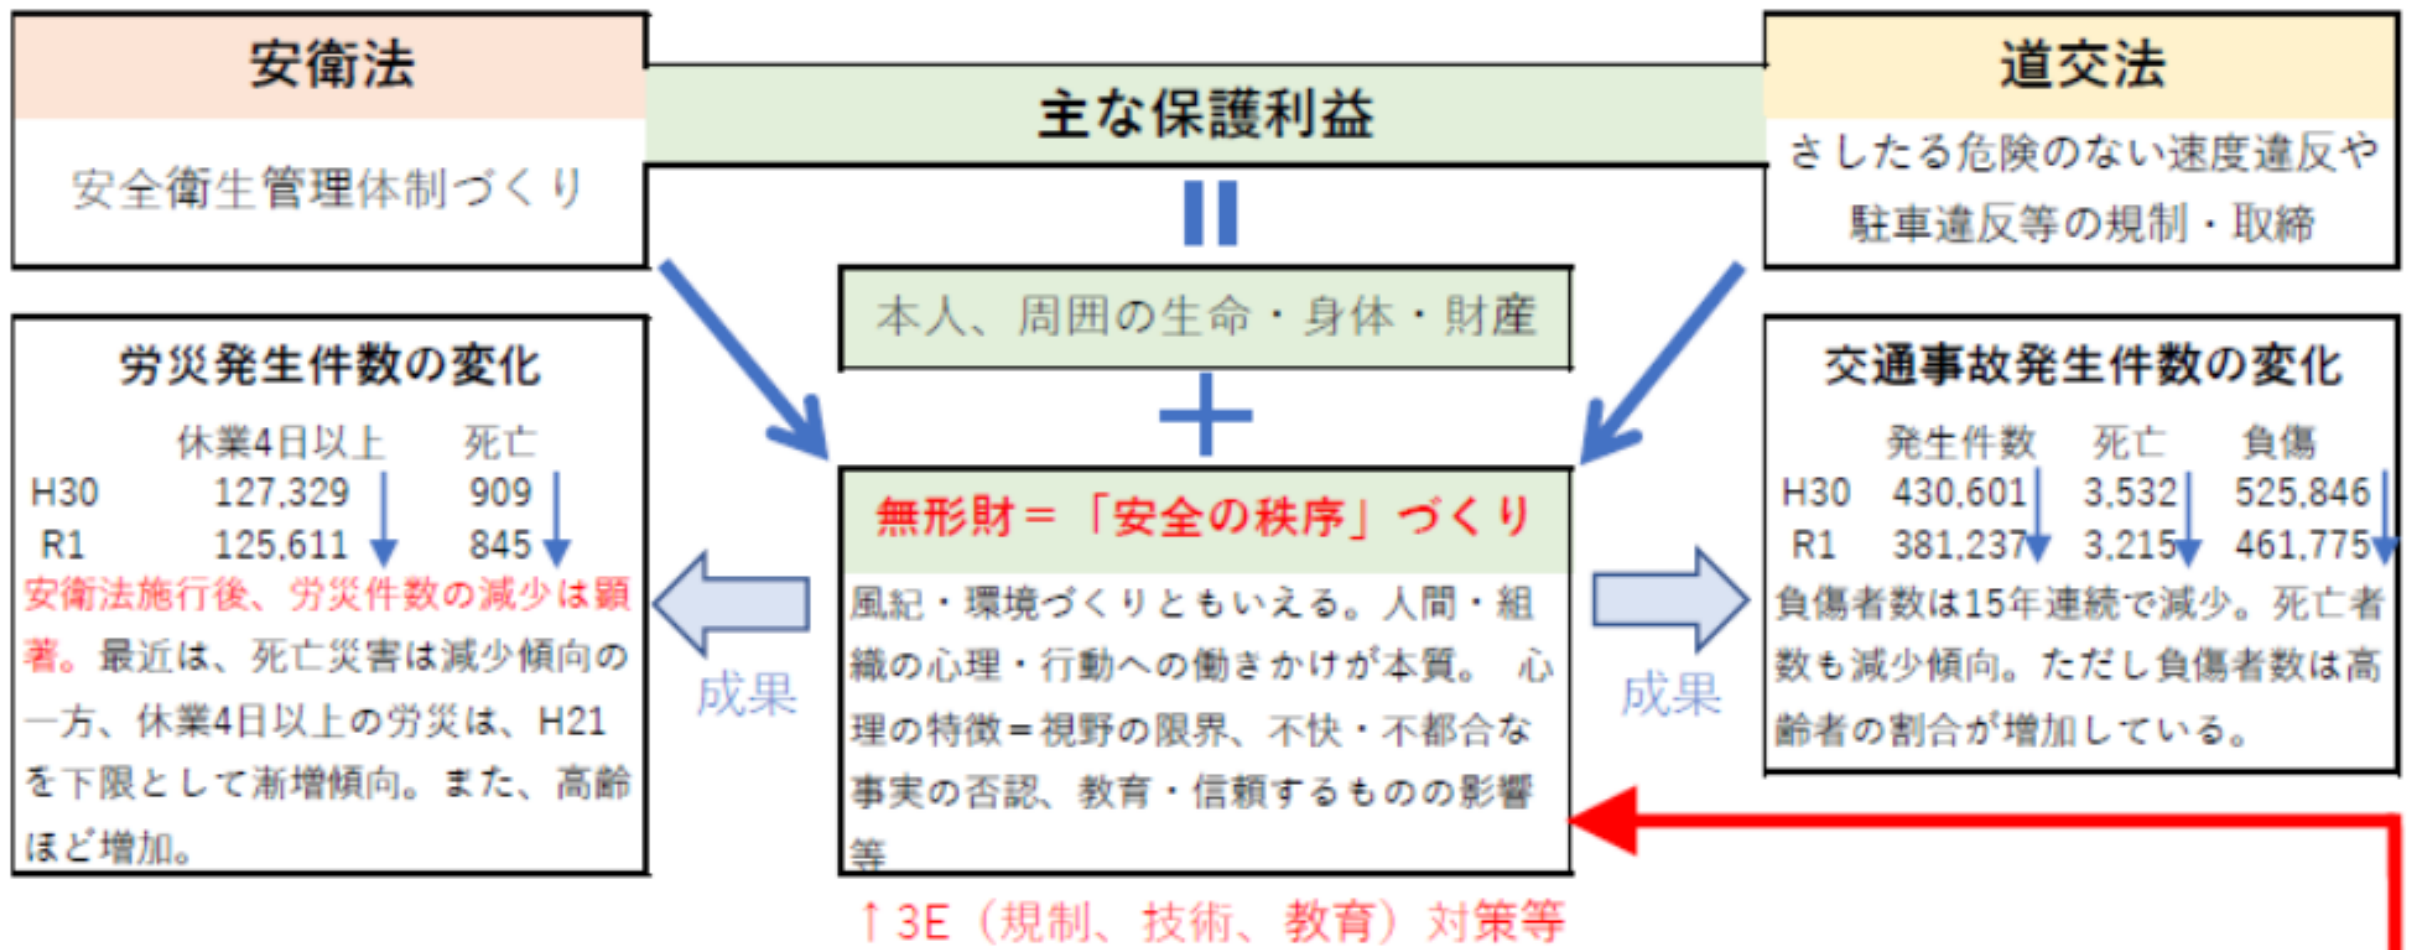 安衛法
安全衛生管理体制づくり
主な保護利益
道交法
さしたる危険のない速度違反や
駐車違反等の規制・取締
本人、周囲の生命・身体・財産
労災発生件数の変化
休業4日以上 死亡
H30 127,329 909
R1 125,611 845
安衛法施行後、労災件数の減少は顕
著。最近は、死亡災害は減少傾向の
一方、休業4日以上の労災は、H21
を下限として漸増傾向。また、高齢
ほど増加。
成果
無形財＝「安全の秩序」づくり
風紀・環境づくりともいえる。人間・組
織の心理・行動への働きかけが本質。 心
理の特徴＝視野の限界、不快・不都合な
事実の否認、教育・信頼するものの影響
等
↑3E（規制、技術、教育）対策等
成果
交通事故発生件数の変化
発生件数 死亡 負傷
H30 430,601 3,532 525,846
R1 381,237 3,215 461,775
負傷者数は15年連続で減少。死亡者
数も減少傾向。ただし負傷者数は高
齢者の割合が増加している。